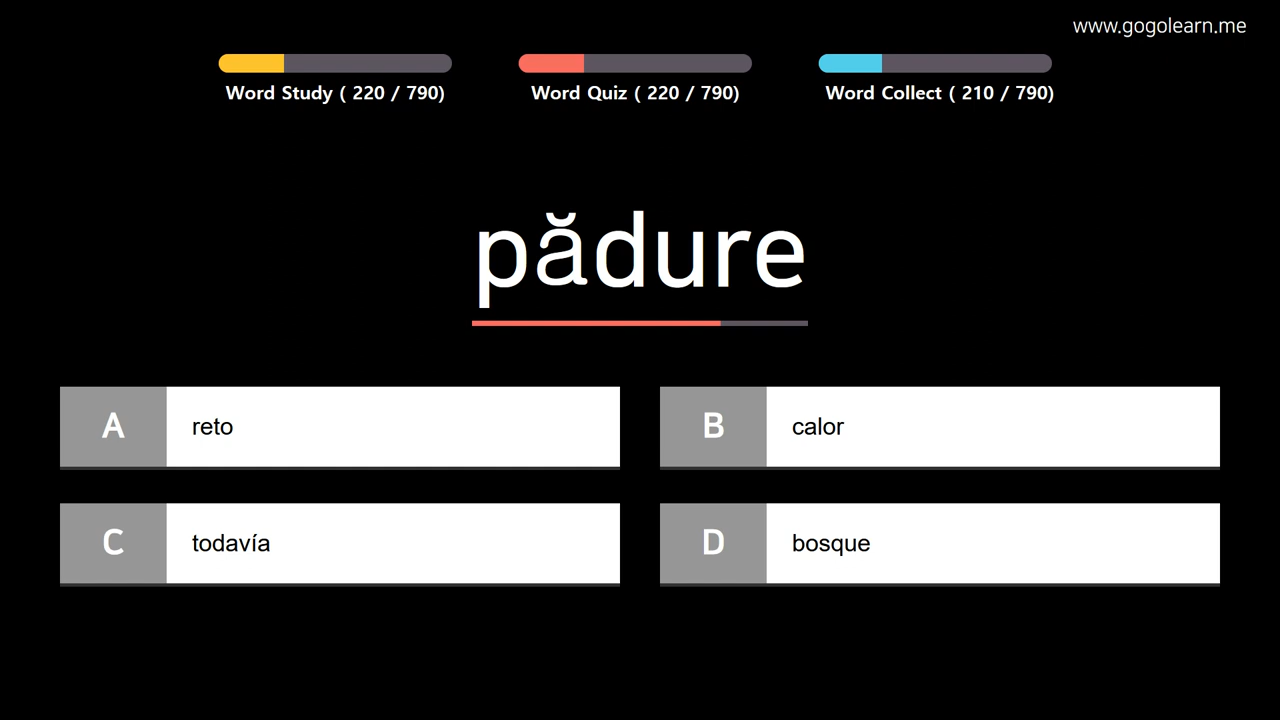 www.gogolearn.me
Word Study ( 220 / 790)
Word Quiz ( 220 / 790)
Word Collect ( 210 / 790)
pădure
A reto
B calor
C todavía
D bosque